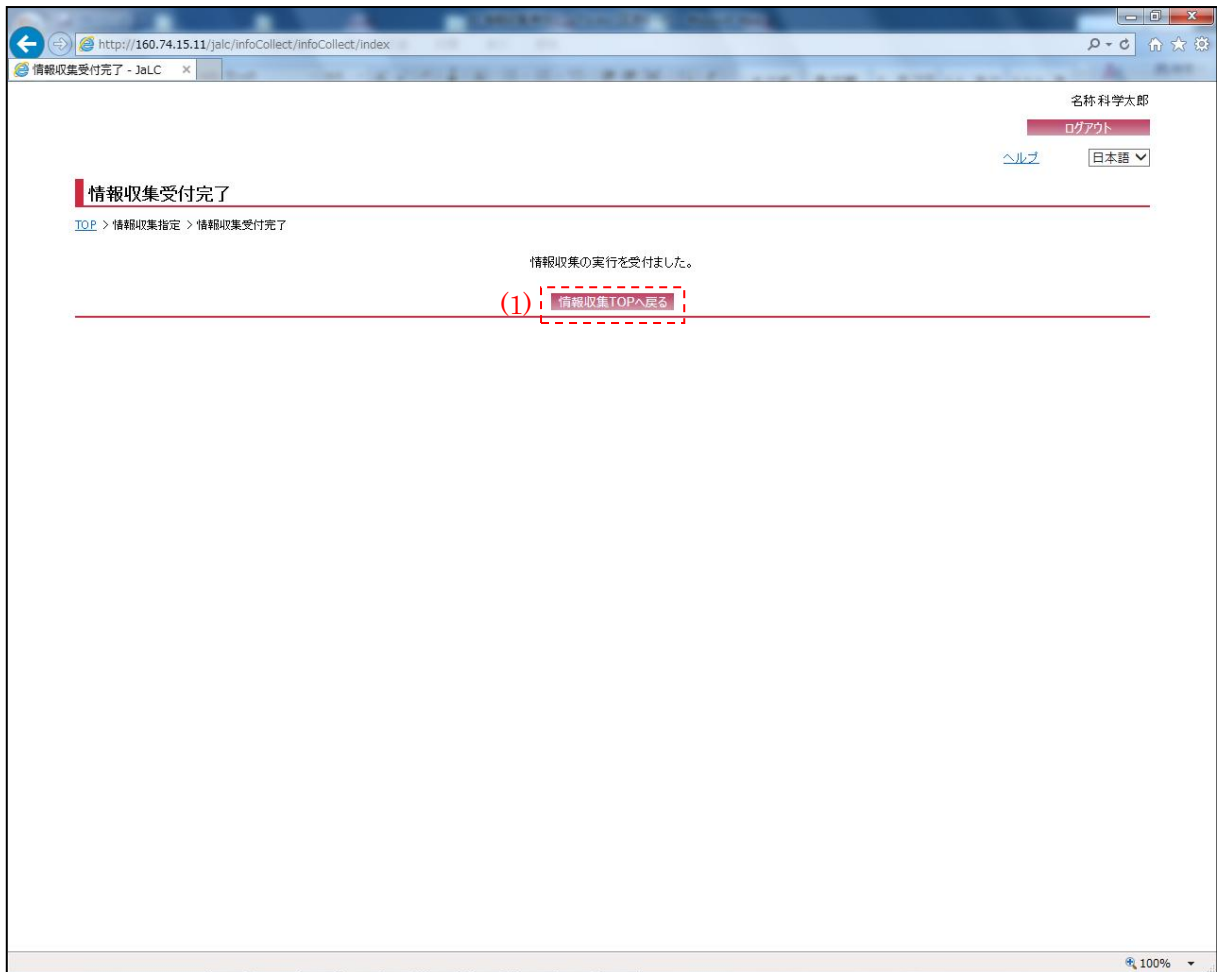 http://160.74.15.11/jalc/infoCollect/infoCollect/index
情報収集受付完了 - JaLC
名称 科学太郎
ログアウト
ヘルプ 日本語
情報収集受付完了
TOP > 情報収集指定 > 情報収集受付完了
情報収集の実行を受付ました。
(1) 情報収集TOPへ戻る
100%